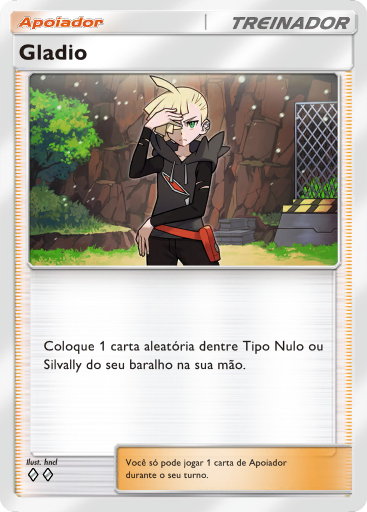 Apoiador
TREINADOR
Gladio
Coloque 1 carta aleatória dentre Tipo Nulo ou
Silvally do seu baralho na sua mão.
Ilust. hncl
Você só pode jogar 1 carta de Apoiador
durante o seu turno.